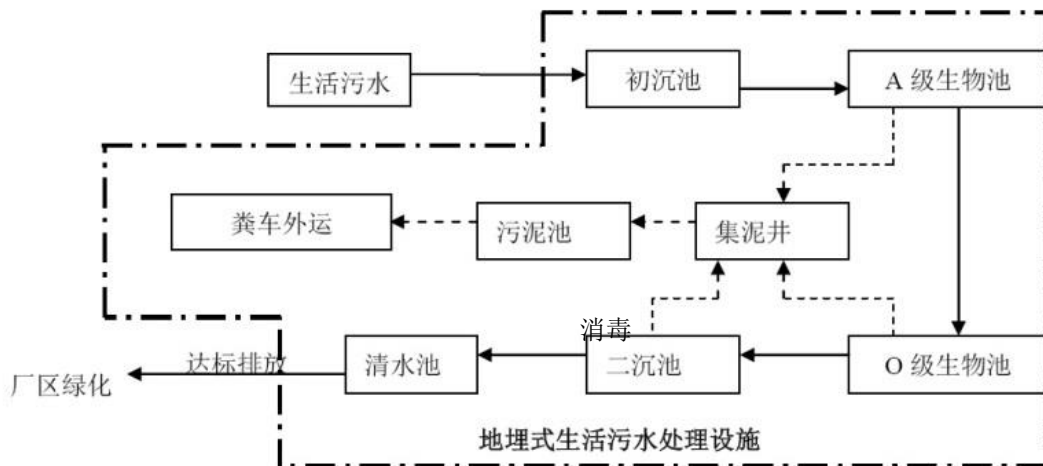 生活污水
初沉池
A 级生物池
粪车外运
污泥池
集泥井
消毒
达标排放
清水池
二沉池
O 级生物池
厂区绿化
地埋式生活污水处理设施